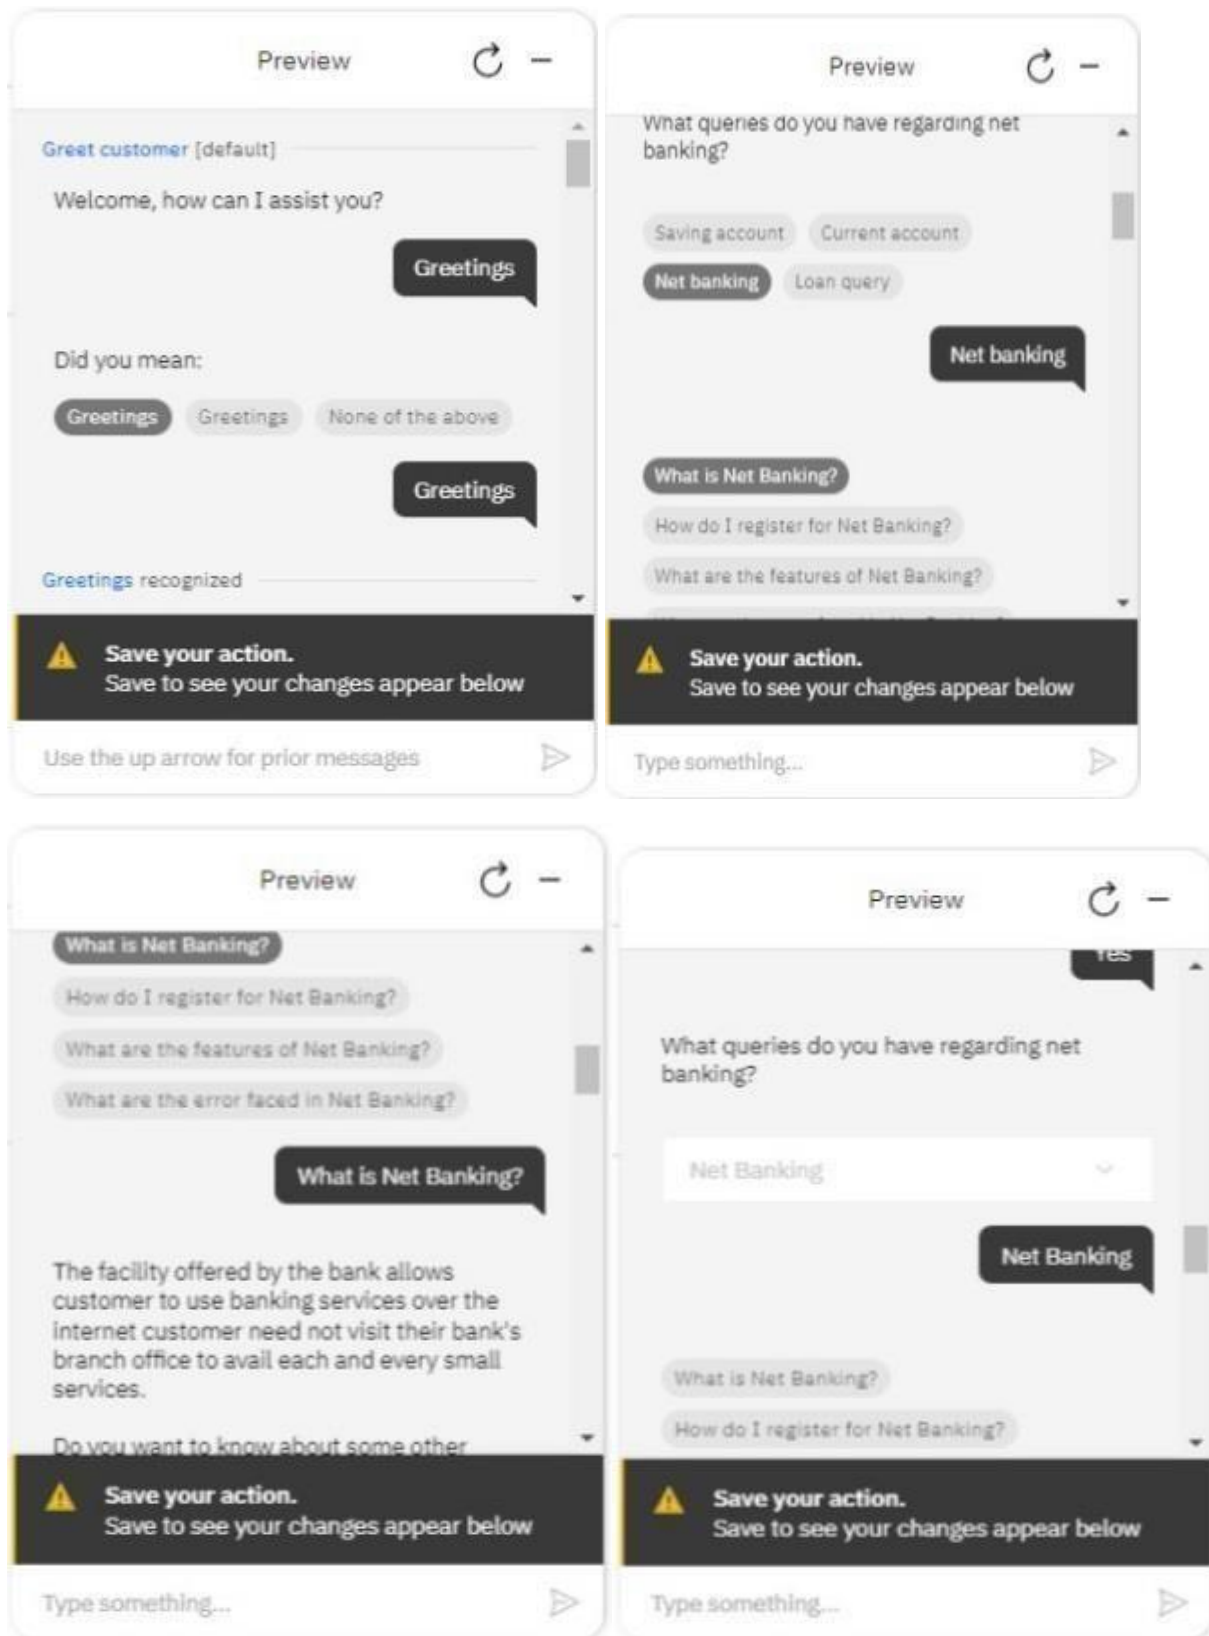 Preview
Greet customer [default]
Welcome, how can I assist you?
Greetings
Did you mean:
Greetings
Greetings
None of the above
Greetings
Greetings recognized
Save your action.
Save to see your changes appear below
Use the up arrow for prior messages
Preview
What queries do you have regarding net
banking?
Saving account
Current account
Net banking
Loan query
Net banking
What is Net Banking?
How do I register for Net Banking?
What are the features of Net Banking?
Save your action.
Save to see your changes appear below
Type something...
Preview
What is Net Banking?
How do I register for Net Banking?
What are the features of Net Banking?
What are the error faced in Net Banking?
What is Net Banking?
The facility offered by the bank allows
customer to use banking services over the
internet customer need not visit their bank's
branch office to avail each and every small
services.
Do you want to know about some other
Save your action.
Save to see your changes appear below
Type something...
Preview
Yes
What queries do you have regarding net
banking?
Net Banking
Net Banking
What is Net Banking?
How do I register for Net Banking?
Save your action.
Save to see your changes appear below
Type something...